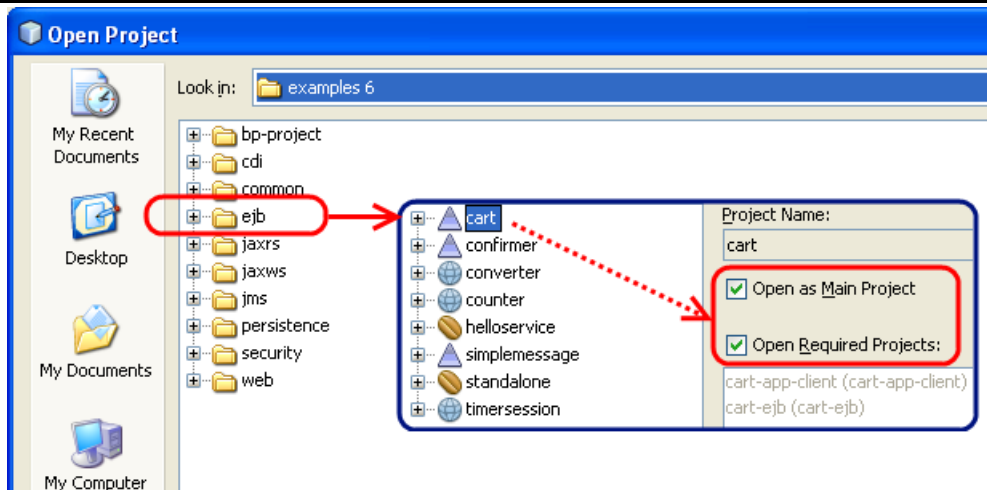 Open Project
Look in:
examples 6
My Recent
Documents
Desktop
My Documents
My Computer
bp-project
cdi
common
ejb
jaxrs
jaxws
jms
persistence
security
web
cart
confirmer
converter
counter
helloservice
simplemessage
standalone
timersession
Project Name:
cart
Open as Main Project
Open Required Projects:
cart-app-client (cart-app-client)
cart-ejb (cart-ejb)